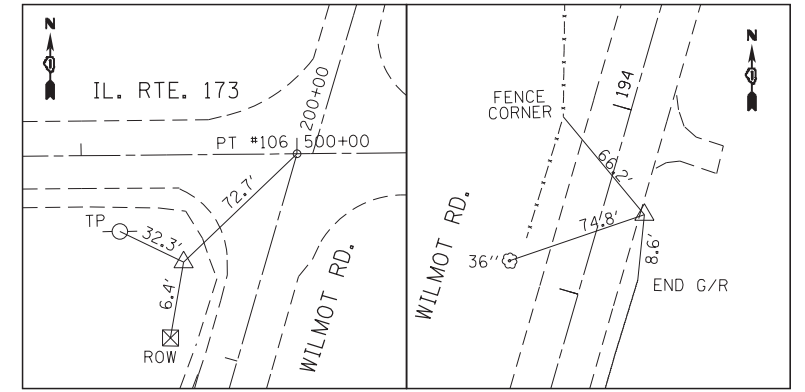 N
IL. RTE. 173
200+00
PT #106 500+00
72.7'
TP
32.3'
6.4'
ROW
WILMOT RD.
N
194
FENCE
CORNER
66.2'
74.8'
36"
8.6'
END G/R
WILMOT RD.